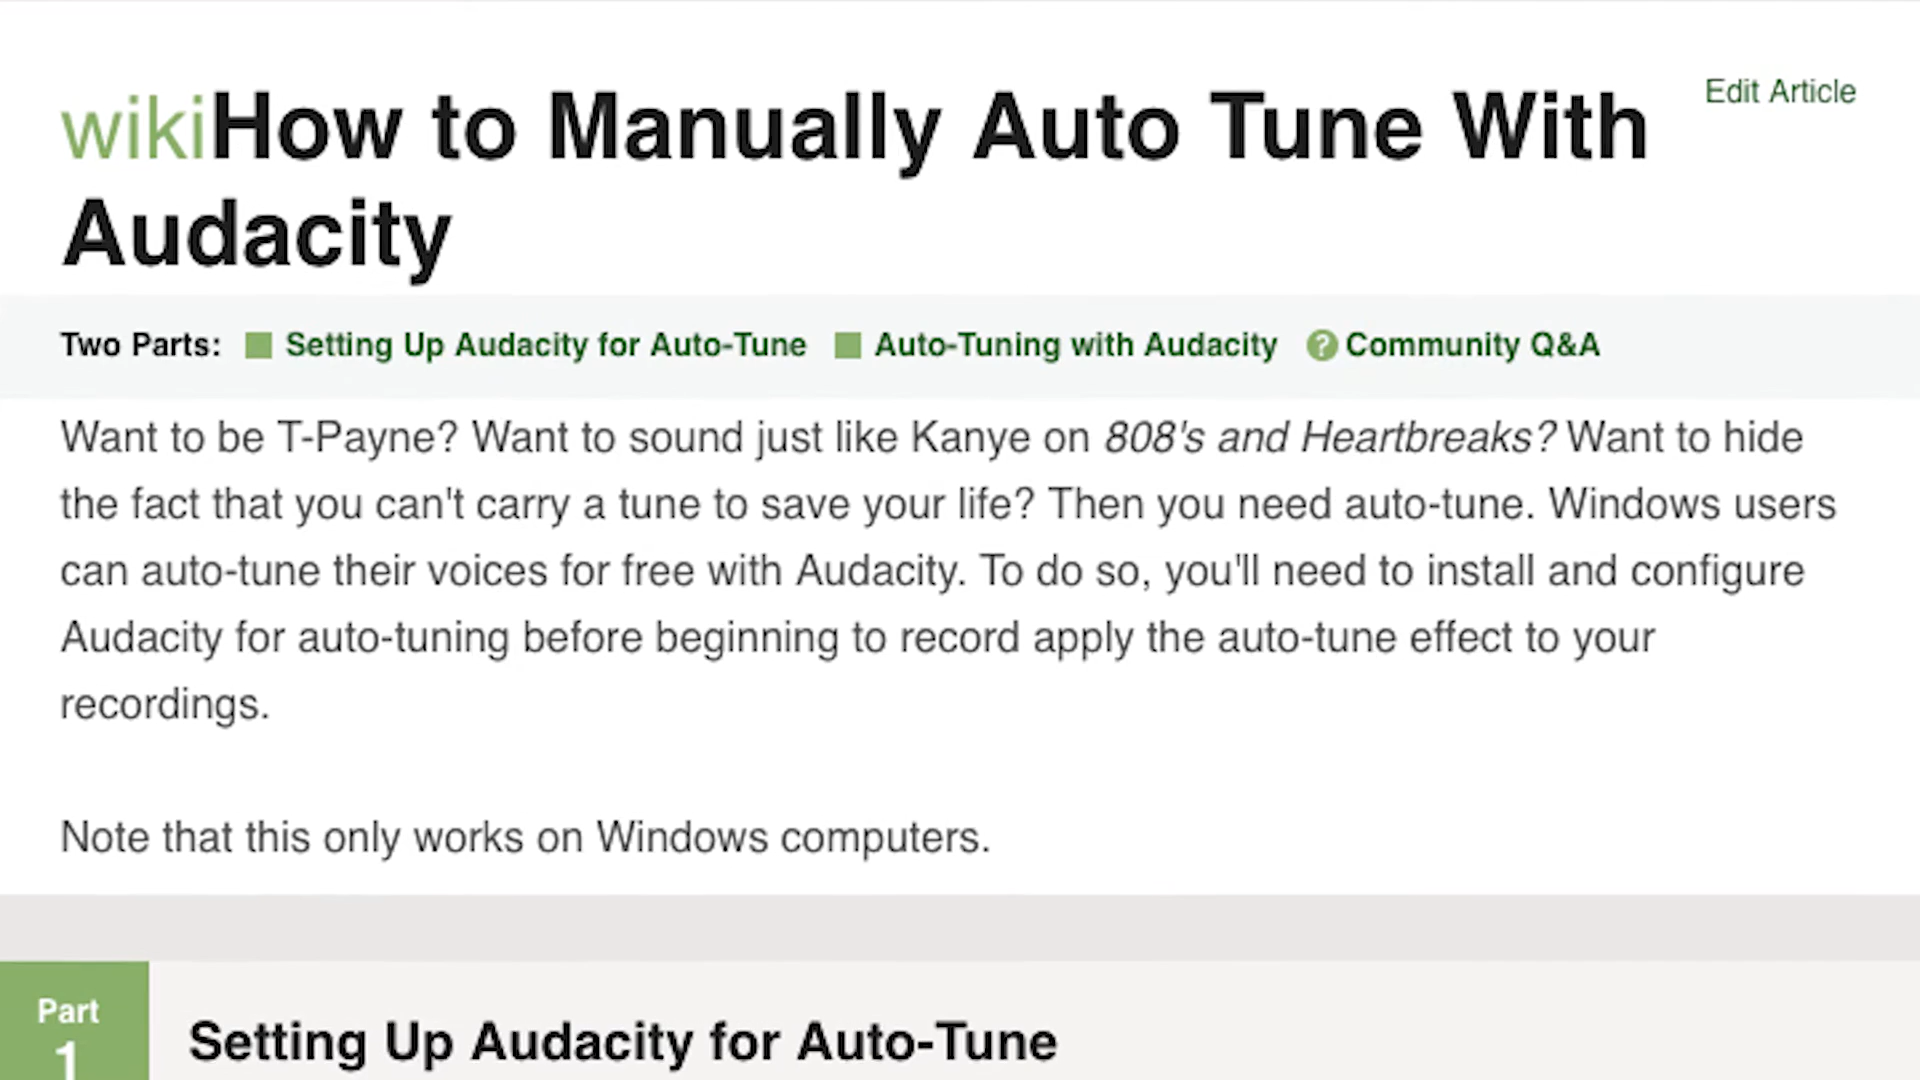 wikiHow to Manually Auto Tune With
Edit Article
Audacity
Two Parts: Setting Up Audacity for Auto-Tune Auto-Tuning with Audacity ? Community Q&A
Want to be T-Payne? Want to sound just like Kanye on 808's and Heartbreaks? Want to hide
the fact that you can't carry a tune to save your life? Then you need auto-tune. Windows users
can auto-tune their voices for free with Audacity. To do so, you'll need to install and configure
Audacity for auto-tuning before beginning to record apply the auto-tune effect to your
recordings.
Note that this only works on Windows computers.
Part
1
Setting Up Audacity for Auto-Tune